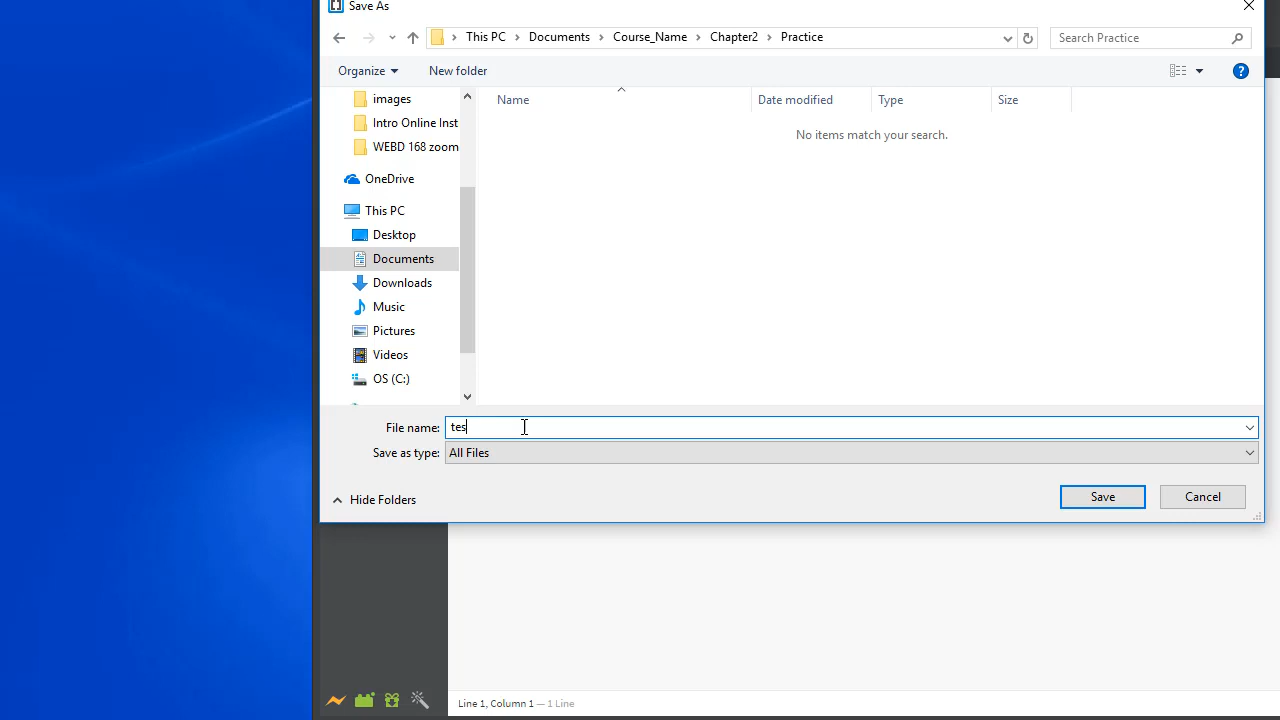 Save As
This PC Documents Course_Name Chapter2 Practice Search Practice
Organize New folder
images
Intro Online Inst
WEBD 168 zoom
OneDrive
This PC
Desktop
Documents
Downloads
Music
Pictures
Videos
OS (C:)
Name Date modified Type Size
No items match your search.
File name: tes
Save as type: All Files
Hide Folders Save Cancel
Line 1, Column 1 — 1 Line